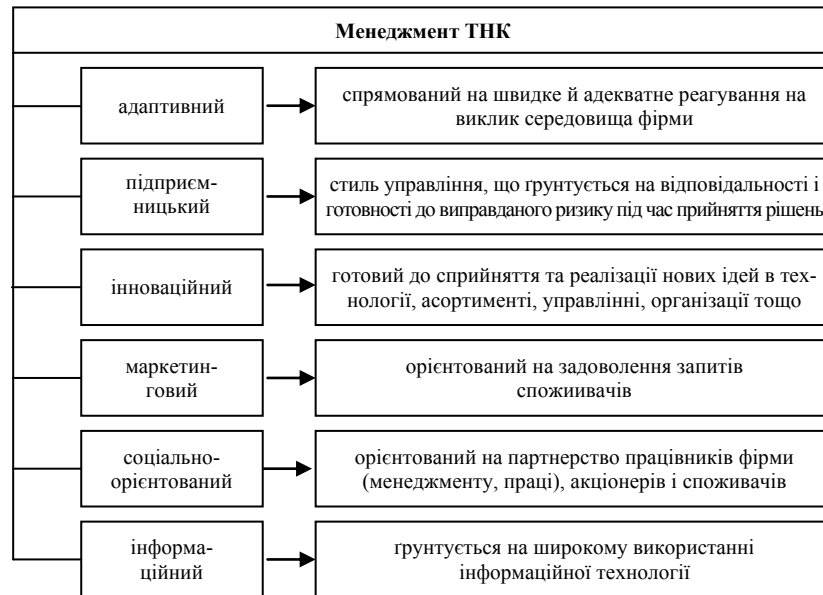 Менеджмент ТНК
адаптивний
спрямований на швидке й адекватне реагування на
виклик середовища фірми
підприєм-
ницький
стиль управління, що ґрунтується на відповідальності і
готовності до виправданого ризику під час прийняття рішень
інноваційний
готовий до сприйняття та реалізації нових ідей в тех-
нології, асортименті, управлінні, організації тощо
маркетин-
говий
орієнтований на задоволення запитів
спожиивачів
соціально-
орієнтований
орієнтований на партнерство працівників фірми
(менеджменту, праці), акціонерів і споживачів
інформа-
ційний
ґрунтується на широкому використанні
інформаційної технології